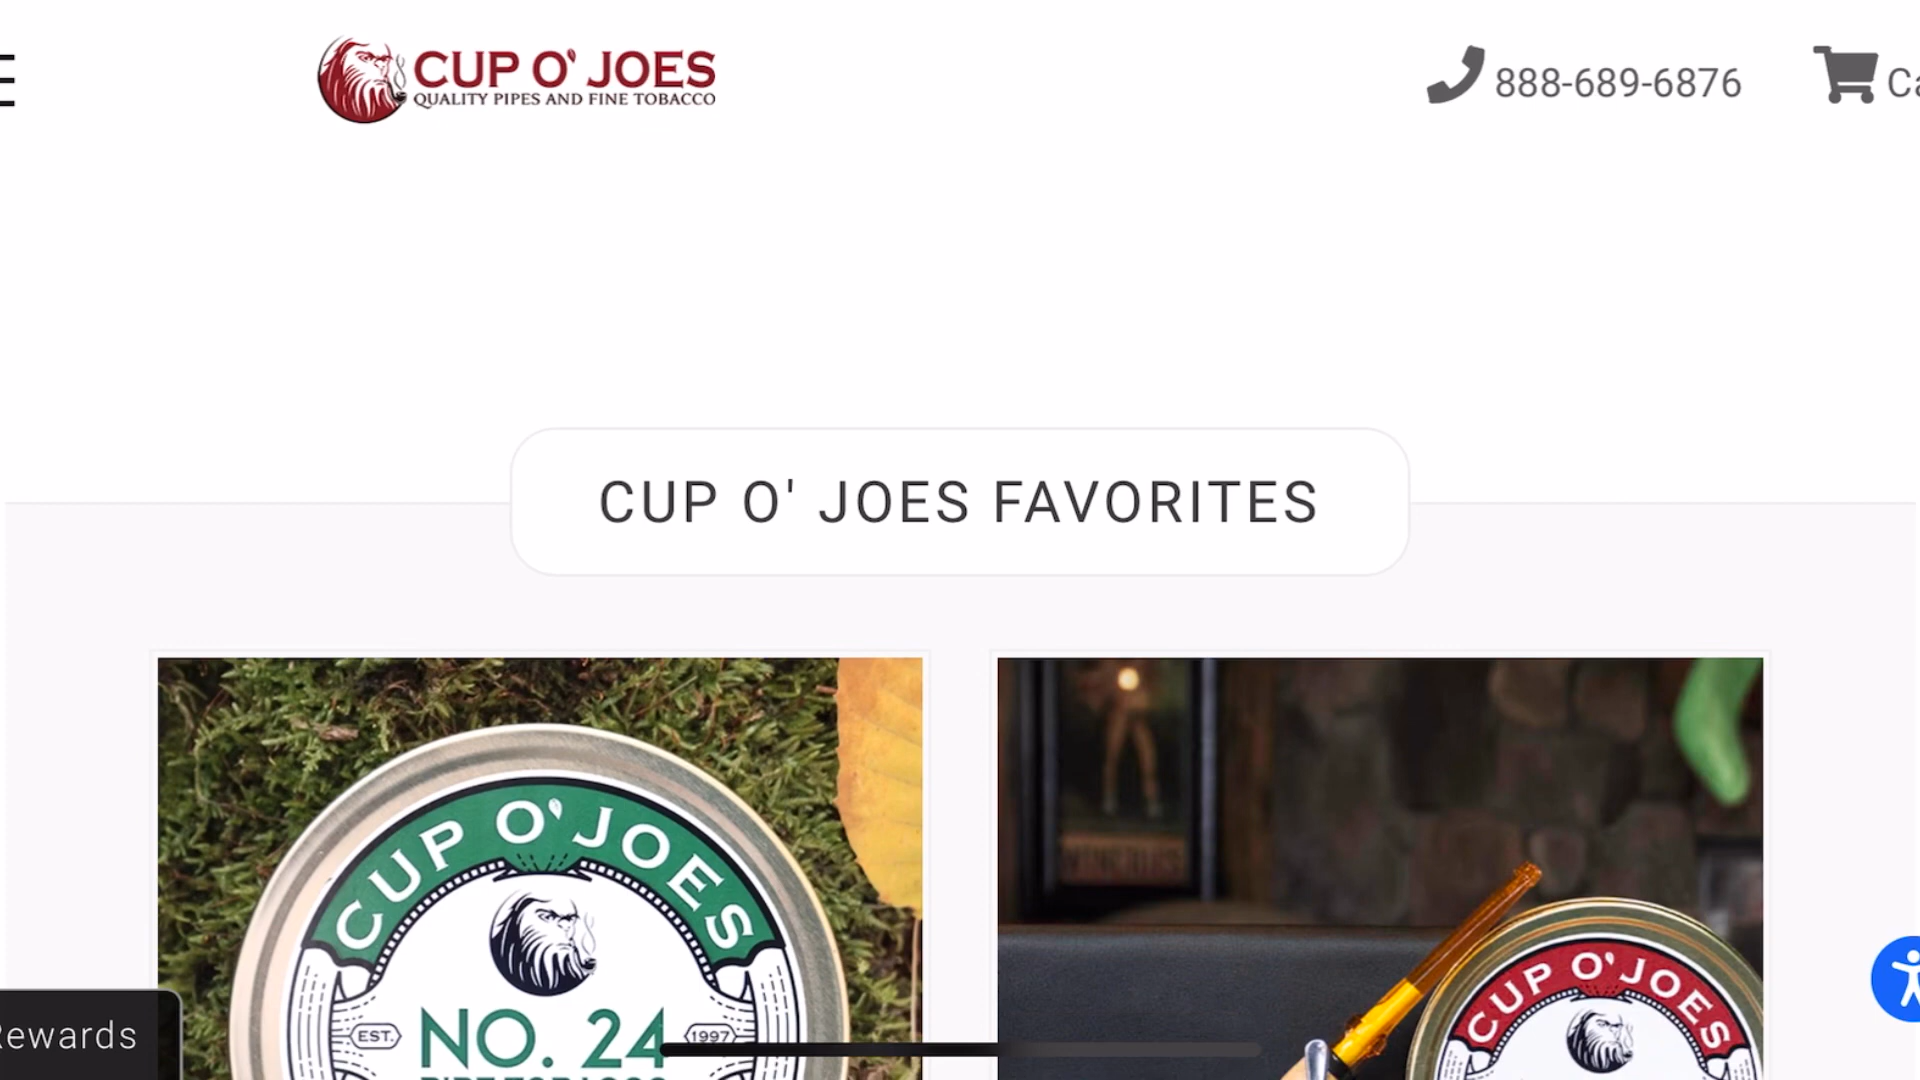 CUP O' JOES
QUALITY PIPES AND FINE TOBACCO
888-689-6876
CUP O' JOES FAVORITES
CUP O' JOES
EST.
NO. 24
1997
CUP O' JOES